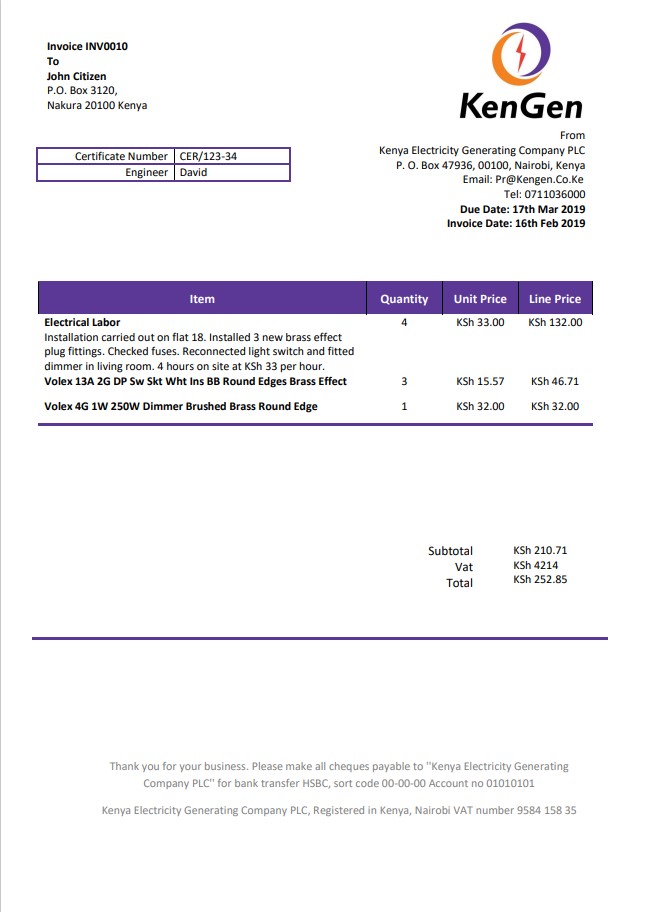 Invoice INV0010
To
John Citizen
P.O. Box 3120,
Nakura 20100 Kenya
KenGen
From
Kenya Electricity Generating Company PLC
P. O. Box 47936, 00100, Nairobi, Kenya
Email: Pr@Kengen.Co.Ke
Tel: 0711036000
Due Date: 17th Mar 2019
Invoice Date: 16th Feb 2019
Certificate Number CER/123-34
Engineer David
Item Quantity Unit Price Line Price
Electrical Labor 4 KSh 33.00 KSh 132.00
Installation carried out on flat 18. Installed 3 new brass effect
plug fittings. Checked fuses. Reconnected light switch and fitted
dimmer in living room. 4 hours on site at KSh 33 per hour.
Volex 13A 2G DP Sw Skt Wht Ins BB Round Edges Brass Effect 3 KSh 15.57 KSh 46.71
Volex 4G 1W 250W Dimmer Brushed Brass Round Edge 1 KSh 32.00 KSh 32.00
Subtotal KSh 210.71
Vat KSh 4214
Total KSh 252.85
Thank you for your business. Please make all cheques payable to "Kenya Electricity Generating
Company PLC" for bank transfer HSBC, sort code 00-00-00 Account no 01010101
Kenya Electricity Generating Company PLC, Registered in Kenya, Nairobi VAT number 9584 158 35